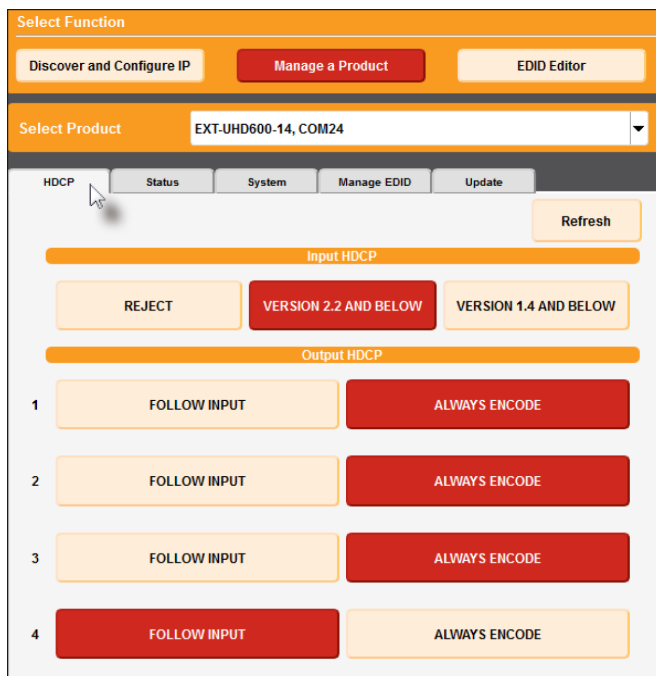 Select Function
Discover and Configure IP
Manage a Product
EDID Editor
Select Product
EXT-UHD600-14, COM24
HDCP
Status
System
Manage EDID
Update
Refresh
Input HDCP
REJECT
VERSION 2.2 AND BELOW
VERSION 1.4 AND BELOW
Output HDCP
1 FOLLOW INPUT ALWAYS ENCODE
2 FOLLOW INPUT ALWAYS ENCODE
3 FOLLOW INPUT ALWAYS ENCODE
4 FOLLOW INPUT ALWAYS ENCODE